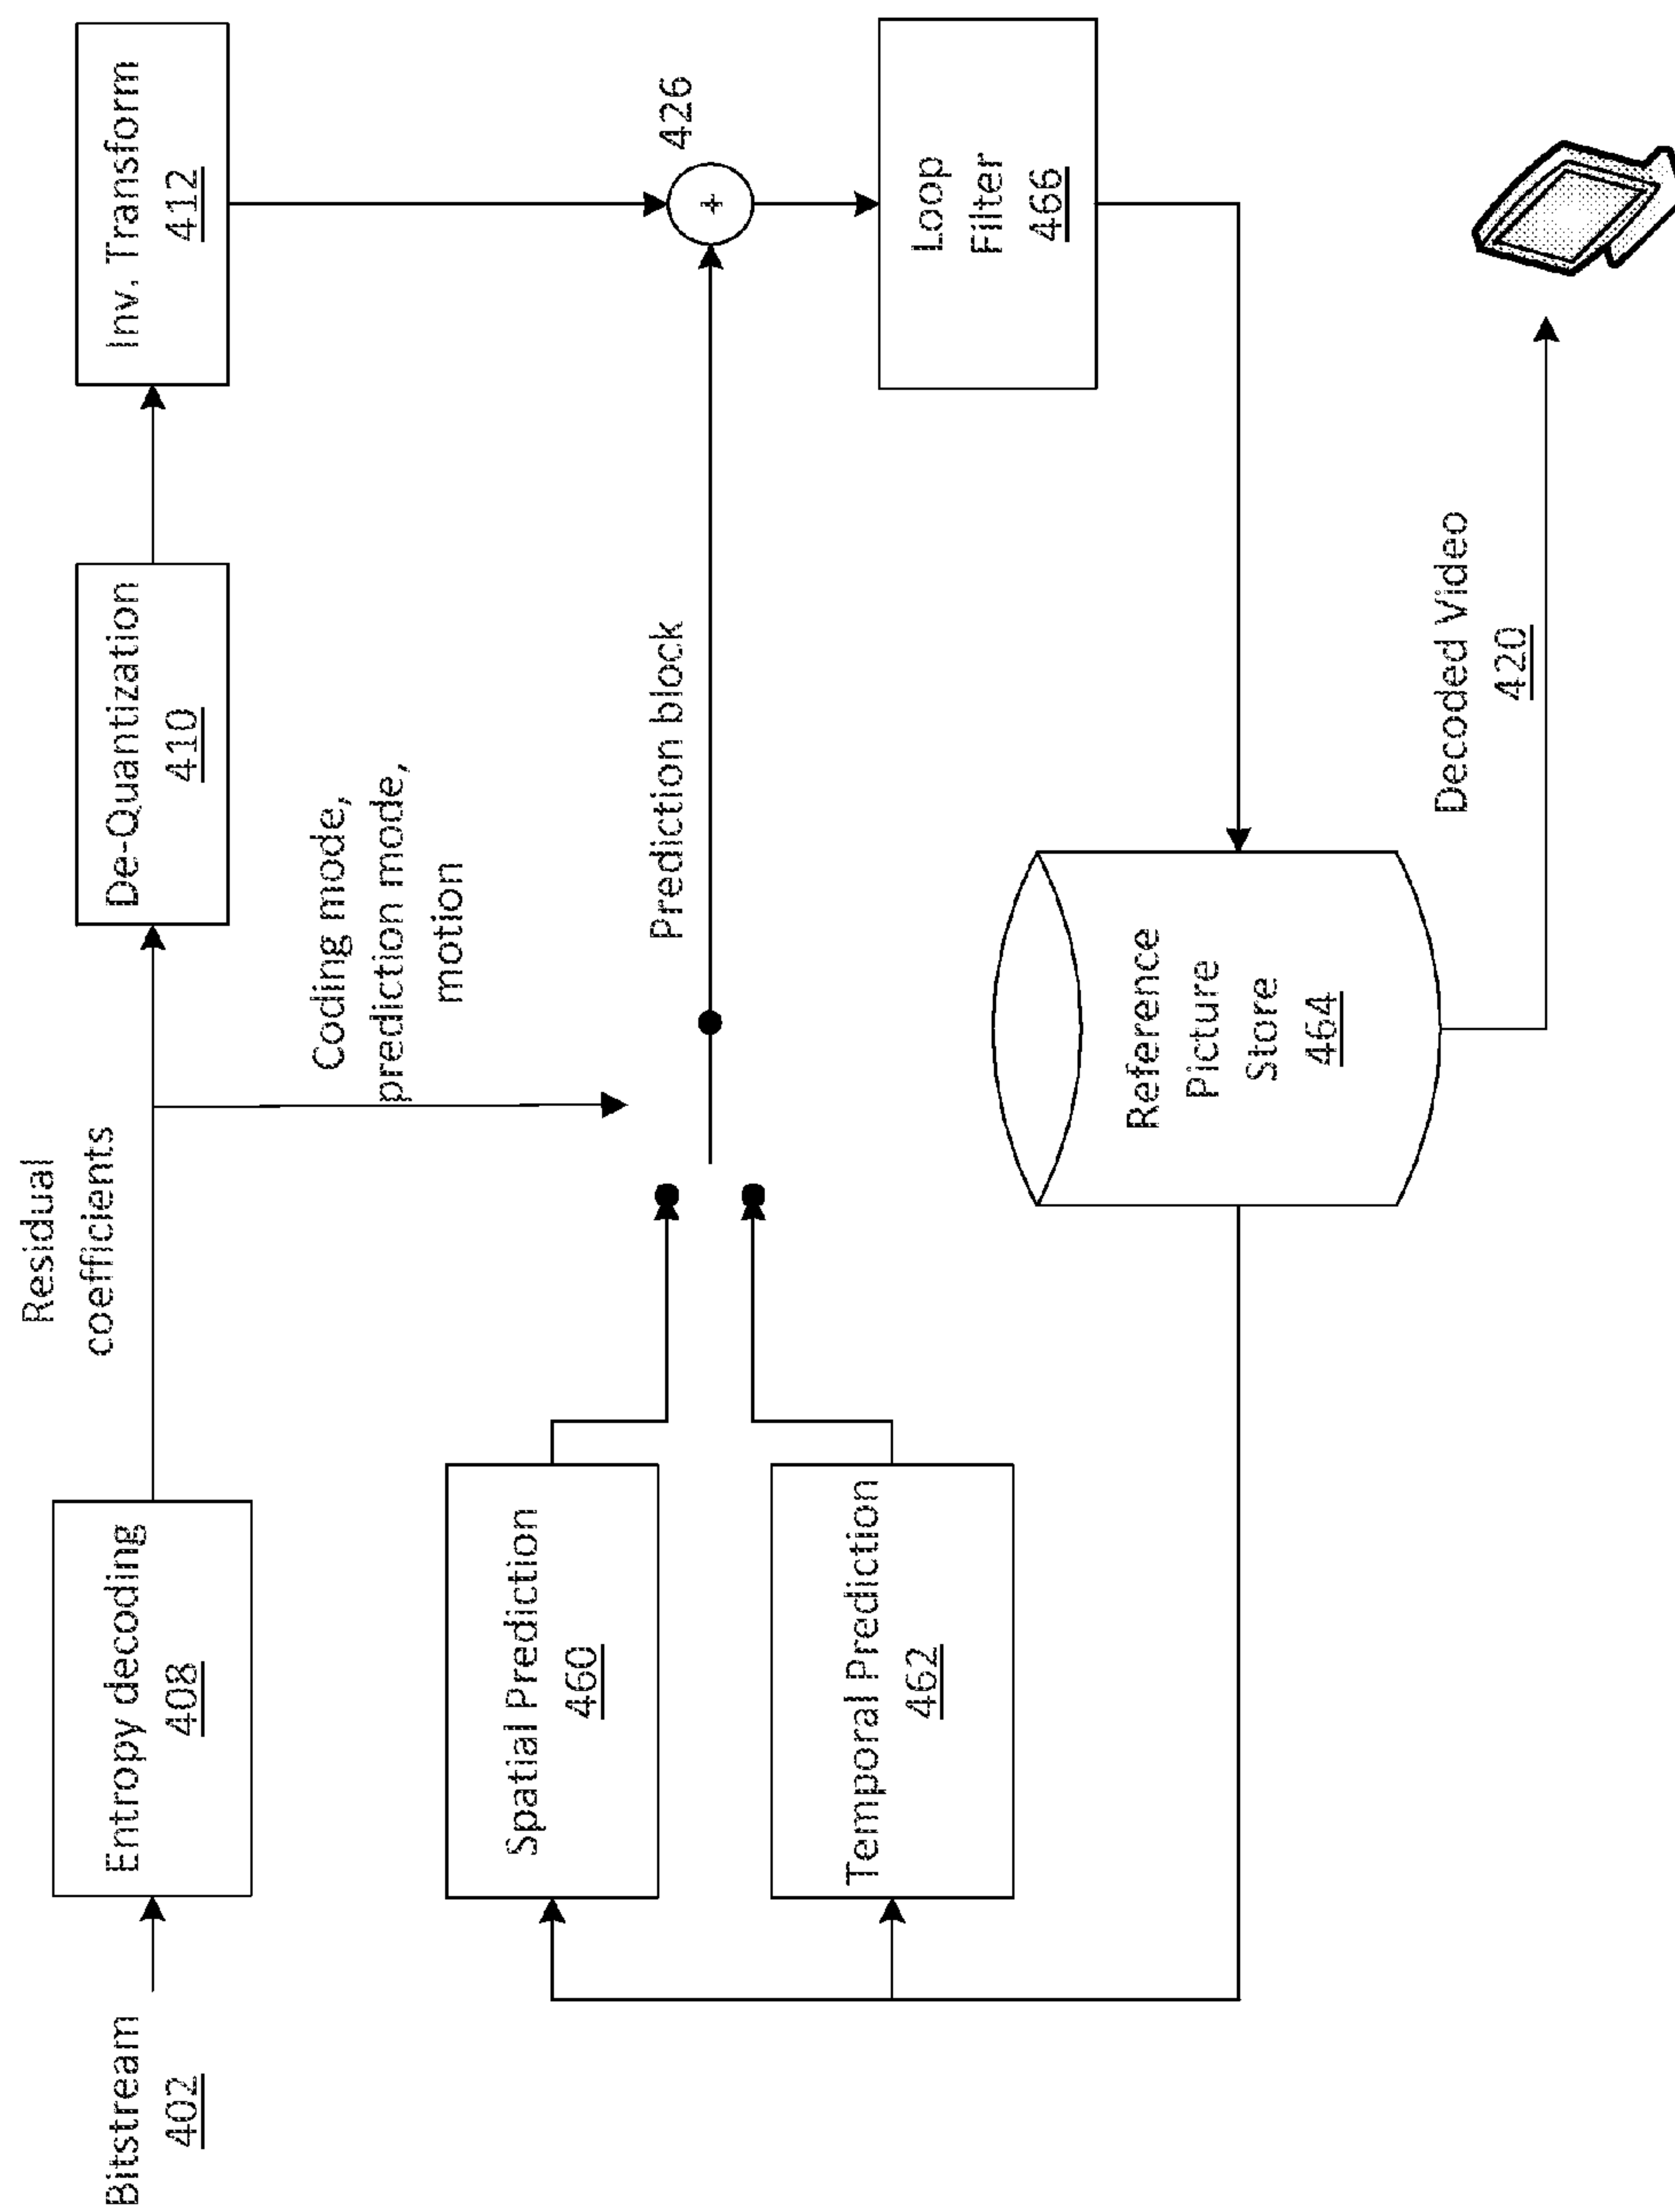 Bitstream
402
Entropy decoding
408
Residual
coefficients
De-Quantization
410
Inv. Transform
412
Coding mode,
prediction mode,
motion
Spatial Prediction
460
Temporal Prediction
462
Prediction block
+
426
Loop
Filter
466
Reference
Picture
Store
464
Decoded Video
420